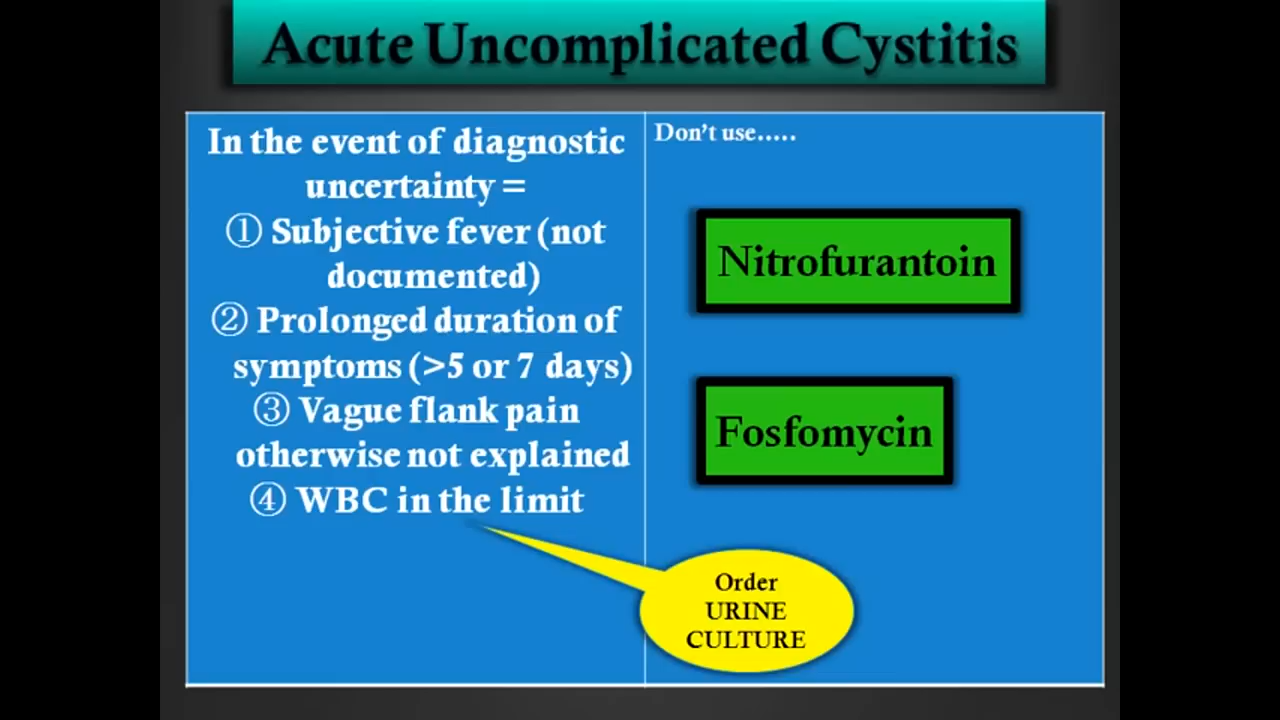 Acute Uncomplicated Cystitis
In the event of diagnostic
uncertainty =
① Subjective fever (not
documented)
② Prolonged duration of
symptoms (>5 or 7 days)
③ Vague flank pain
otherwise not explained
④ WBC in the limit
Don't use.....
Nitrofurantoin
Fosfomycin
Order
URINE
CULTURE